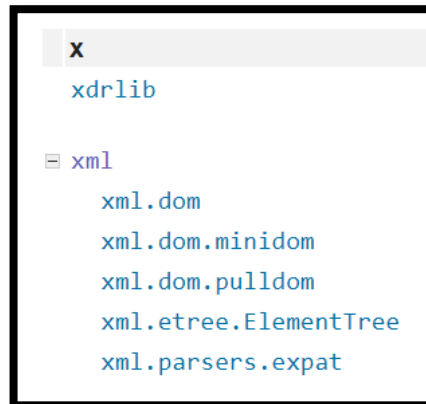 x
xdrlib
xml
xml.dom
xml.dom.minidom
xml.dom.pulldom
xml.etree.ElementTree
xml.parsers.expat